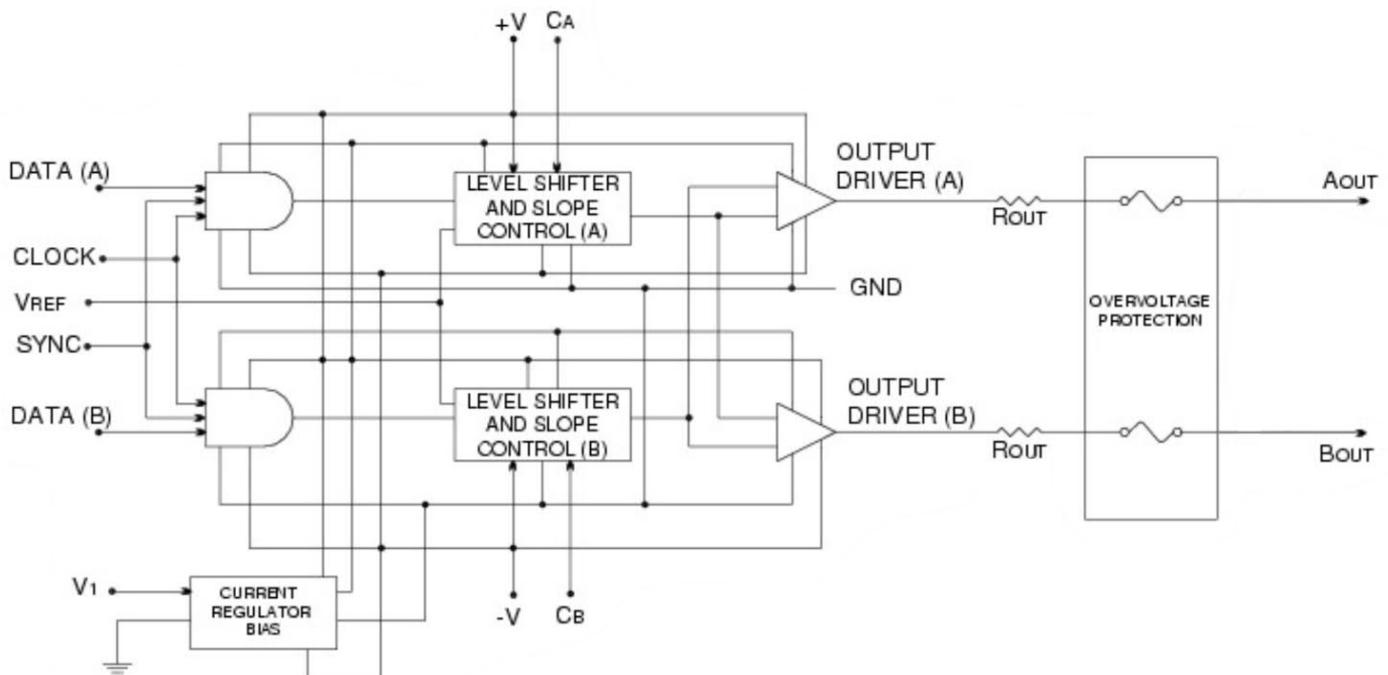 +V
CA
DATA (A)
LEVEL SHIFTER
AND SLOPE
CONTROL (A)
OUTPUT
DRIVER (A)
ROUT
AOUT
CLOCK
VREF
GND
OVERVOLTAGE
PROTECTION
SYNC
DATA (B)
LEVEL SHIFTER
AND SLOPE
CONTROL (B)
OUTPUT
DRIVER (B)
ROUT
BOUT
V1
CURRENT
REGULATOR
BIAS
-V
CB